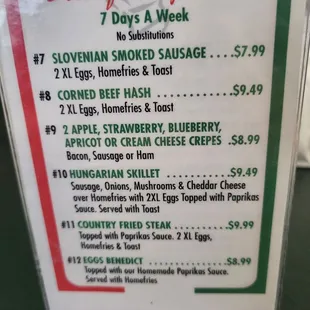 7 Days A Week
No Substitutions
#7 SLOVENIAN SMOKED SAUSAGE ....$7.99
2 XL Eggs, Homefries & Toast
#8 CORNED BEEF HASH ...............$9.49
2 XL Eggs, Homefries & Toast
#9 2 APPLE, STRAWBERRY, BLUEBERRY,
APRICOT OR CREAM CHEESE CREPES .$8.99
Bacon, Sausage or Ham
#10 HUNGARIAN SKILLET ..............$9.49
Sausage, Onions, Mushrooms & Cheddar Cheese
over Homefries with 2XL Eggs Topped with Paprikas
Sauce. Served with Toast
#11 COUNTRY FRIED STEAK ............$9.99
Topped with Paprikas Sauce. 2 XL Eggs,
Homefries & Toast
#12 EGGS BENEDICT ..................$8.99
Topped with our Homemade Paprikas Sauce.
Served with Homefries